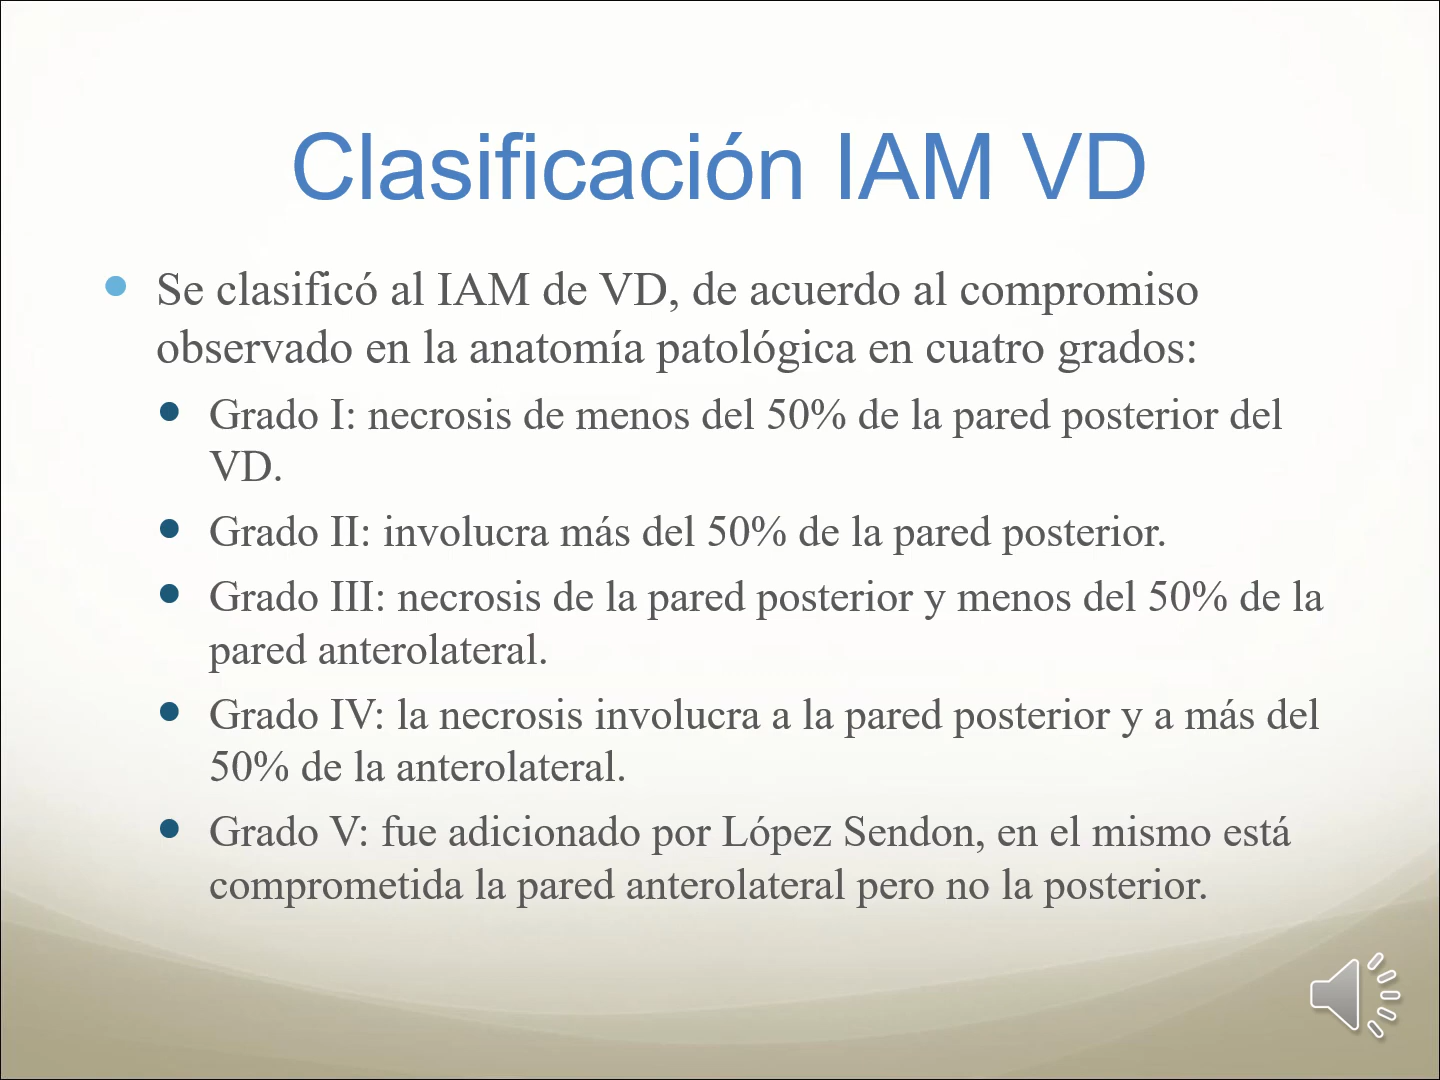 Clasificación IAM VD
Se clasificó al IAM de VD, de acuerdo al compromiso
observado en la anatomía patológica en cuatro grados:
Grado I: necrosis de menos del 50% de la pared posterior del
VD.
Grado II: involucra más del 50% de la pared posterior.
Grado III: necrosis de la pared posterior y menos del 50% de la
pared anterolateral.
Grado IV: la necrosis involucra a la pared posterior y a más del
50% de la anterolateral.
Grado V: fue adicionado por López Sendon, en el mismo está
comprometida la pared anterolateral pero no la posterior.